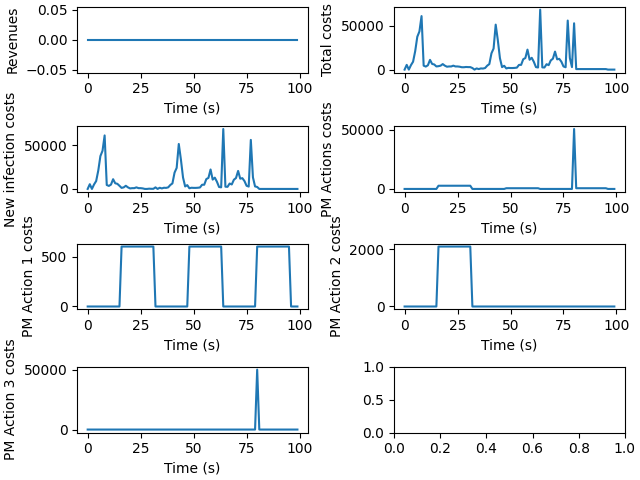 Revenues
0.05
0.00
−0.05
0 25 50 75 100
Time (s)
Total costs
50000
0
0 25 50 75 100
Time (s)
New infection costs
50000
0
0 25 50 75 100
Time (s)
PM Actions costs
50000
0
0 25 50 75 100
Time (s)
PM Action 1 costs
500
0
0 25 50 75 100
Time (s)
PM Action 2 costs
2000
0
0 25 50 75 100
Time (s)
PM Action 3 costs
50000
0
0 25 50 75 100
Time (s)
1.0
0.5
0.0
0.0 0.2 0.4 0.6 0.8 1.0